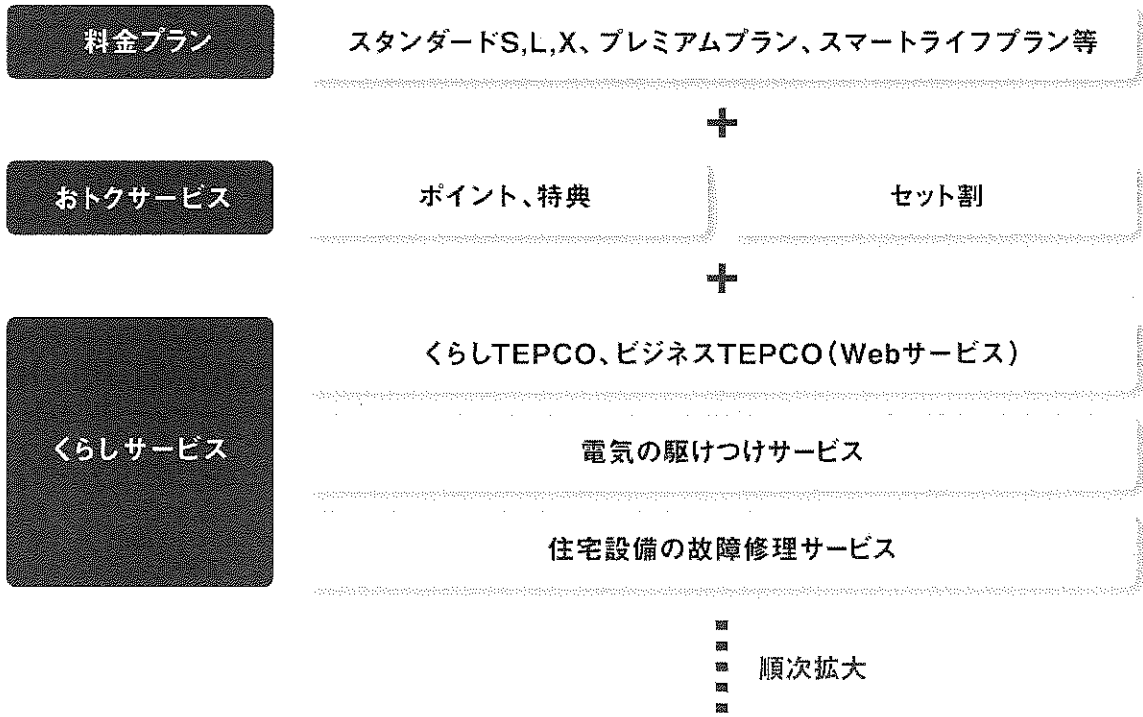 料金プラン
スタンダードS,L,X、プレミアムプラン、スマートライフプラン等
+
おトクサービス
ポイント、特典
セット割
+
くらしサービス
くらしTEPCO、ビジネスTEPCO(Webサービス)
電気の駆けつけサービス
住宅設備の故障修理サービス
順次拡大